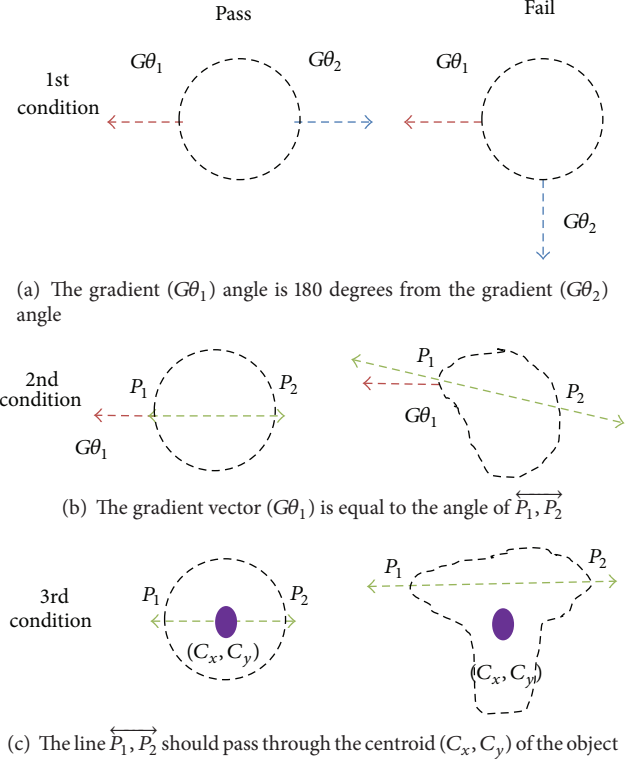 Pass
Fail
Gθ₁
Gθ₂
Gθ₁
1st
condition
Gθ₂
(a) The gradient (Gθ₁) angle is 180 degrees from the gradient (Gθ₂)
angle
2nd
condition
P₁
P₂
Gθ₁
P₁
P₂
Gθ₁
(b) The gradient vector (Gθ₁) is equal to the angle of P₁, P₂
3rd
condition
P₁
P₂
(Cₓ, Cᵧ)
P₁
P₂
(Cₓ, Cᵧ)
(c) The line P₁, P₂ should pass through the centroid (Cₓ, Cᵧ) of the object